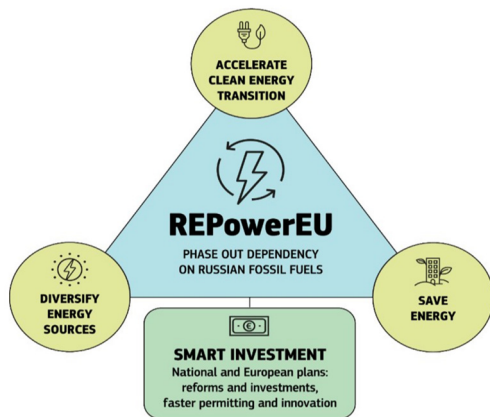 ACCELERATE
CLEAN ENERGY
TRANSITION
REPowerEU
PHASE OUT DEPENDENCY
ON RUSSIAN FOSSIL FUELS
DIVERSIFY
ENERGY
SOURCES
SAVE
ENERGY
€
SMART INVESTMENT
National and European plans:
reforms and investments,
faster permitting and innovation